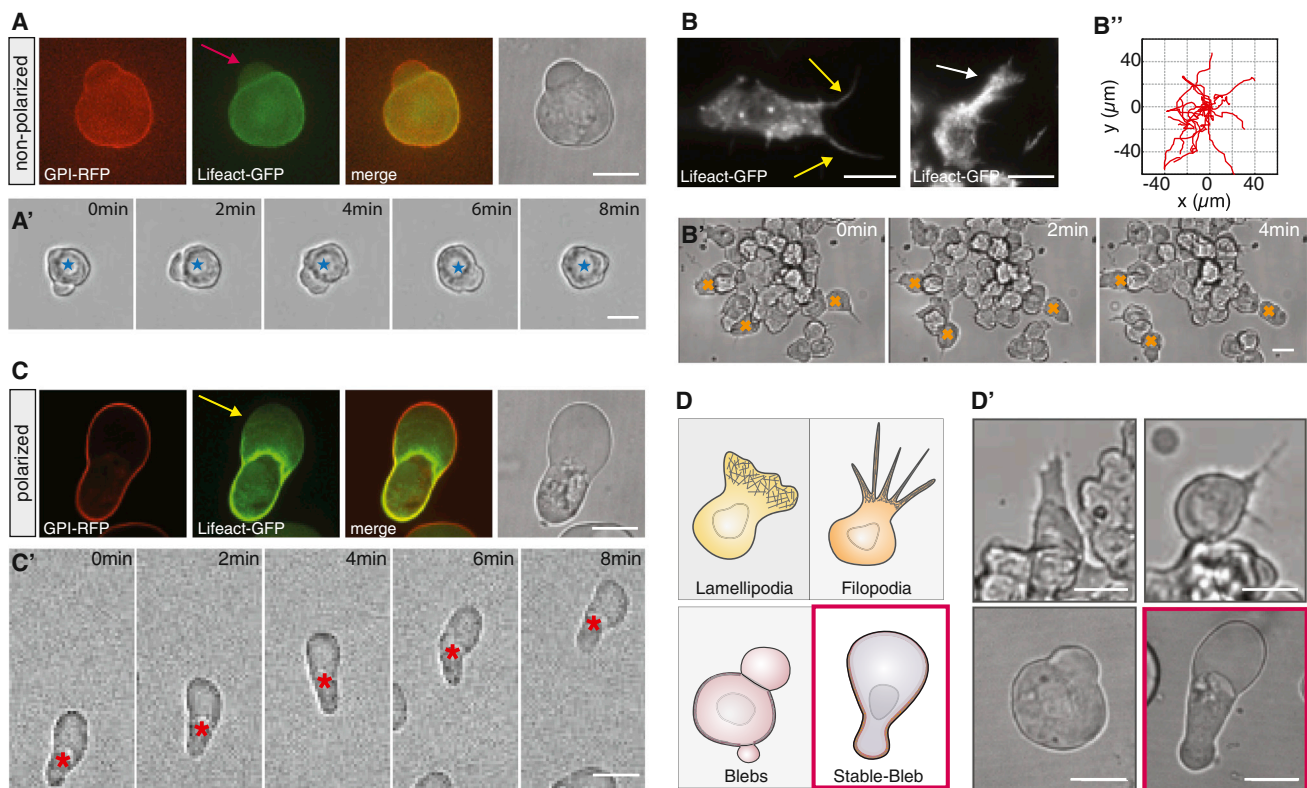 A
non-polarized
GPI-RFP
Lifeact-GFP
merge
A'
0min
2min
4min
6min
8min
B
Lifeact-GFP
Lifeact-GFP
B''
y (µm)
40
0
-40
-40
0
40
x (µm)
B'
0min
2min
4min
C
polarized
GPI-RFP
Lifeact-GFP
merge
C'
0min
2min
4min
6min
8min
D
Lamellipodia
Filopodia
Blebs
Stable-Bleb
D'